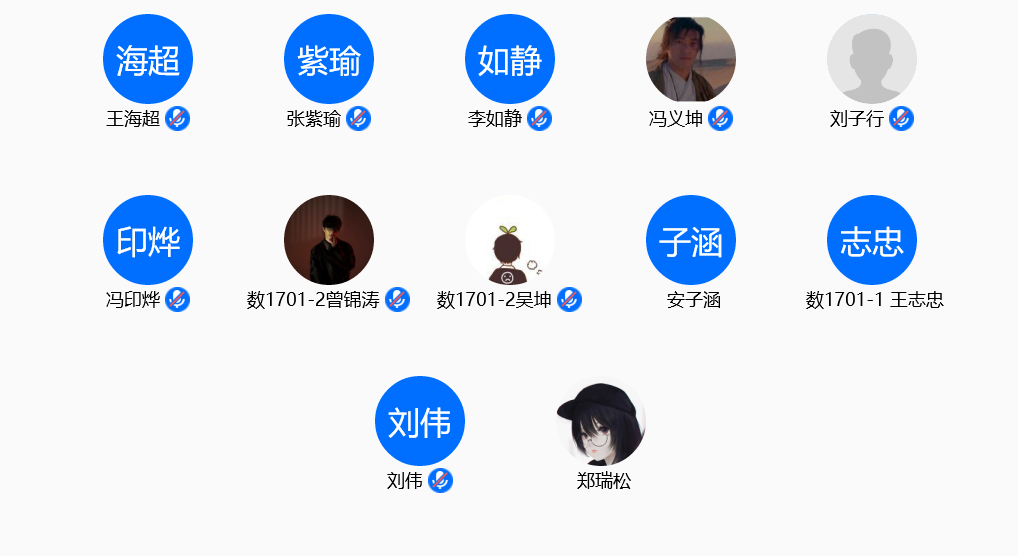 海超 紫瑜 如静
王海超 张紫瑜 李如静 冯义坤 刘子行
印烨 子涵 志忠
冯印烨 数1701-2曾锦涛 数1701-2吴坤 安子涵 数1701-1 王志忠
刘伟
刘伟 郑瑞松